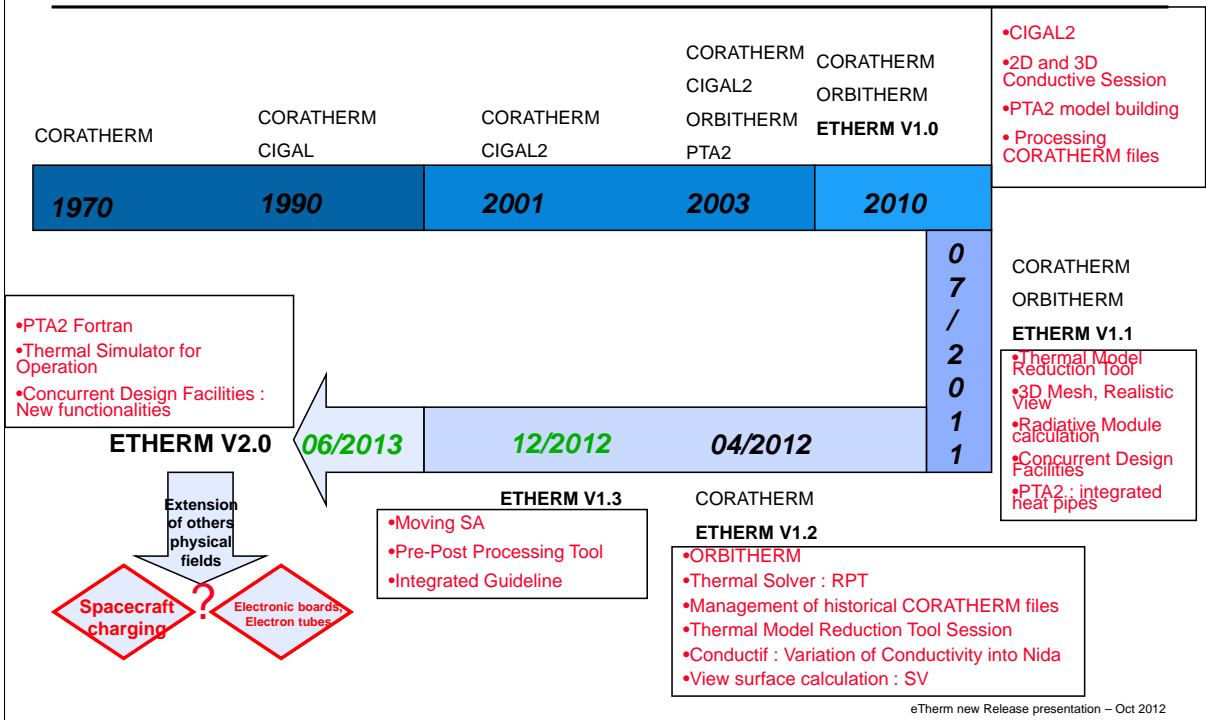 CORATHERM
CORATHERM
CIGAL
CORATHERM
CIGAL2
CORATHERM
CIGAL2
ORBITHERM
PTA2
CORATHERM
ORBITHERM
ETHERM V1.0
•CIGAL2
•2D and 3D
Conductive Session
•PTA2 model building
• Processing
CORATHERM files
1970
1990
2001
2003
2010
07/2011
CORATHERM
ORBITHERM
ETHERM V1.1
•Thermal Model
Reduction Tool
•3D Mesh, Realistic
View
•Radiative Module
calculation
•Concurrent Design
Facilities
•PTA2 : integrated
heat pipes
04/2012
CORATHERM
ETHERM V1.2
•ORBITHERM
•Thermal Solver : RPT
•Management of historical CORATHERM files
•Thermal Model Reduction Tool Session
•Conductif : Variation of Conductivity into Nida
•View surface calculation : SV
12/2012
ETHERM V1.3
•Moving SA
•Pre-Post Processing Tool
•Integrated Guideline
06/2013
ETHERM V2.0
•PTA2 Fortran
•Thermal Simulator for
Operation
•Concurrent Design Facilities :
New functionalities
Extension
of others
physical
fields
Spacecraft
charging
?
Electronic boards,
Electron tubes
eTherm new Release presentation – Oct 2012